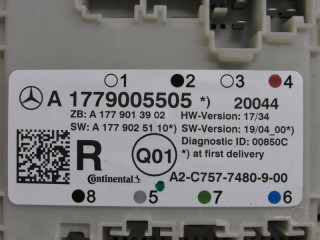 1 2 3 4
A 1779005505 *) 20044
ZB: A 177 901 39 02 HW-Version: 17/34
SW: A 177 902 51 10*) SW-Version: 19/04_00*)
Diagnostic ID: 00850C
R Q01 *) at first delivery
Continental A2-C757-7480-9-00
8 5 7 6